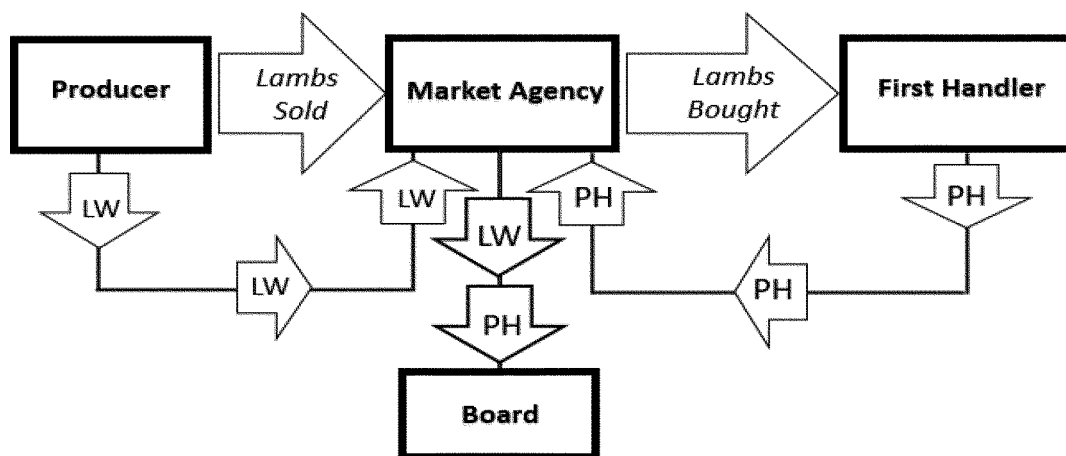 Producer
Lambs
Sold
Market Agency
Lambs
Bought
First Handler
LW
LW
PH
PH
LW
LW
PH
PH
Board